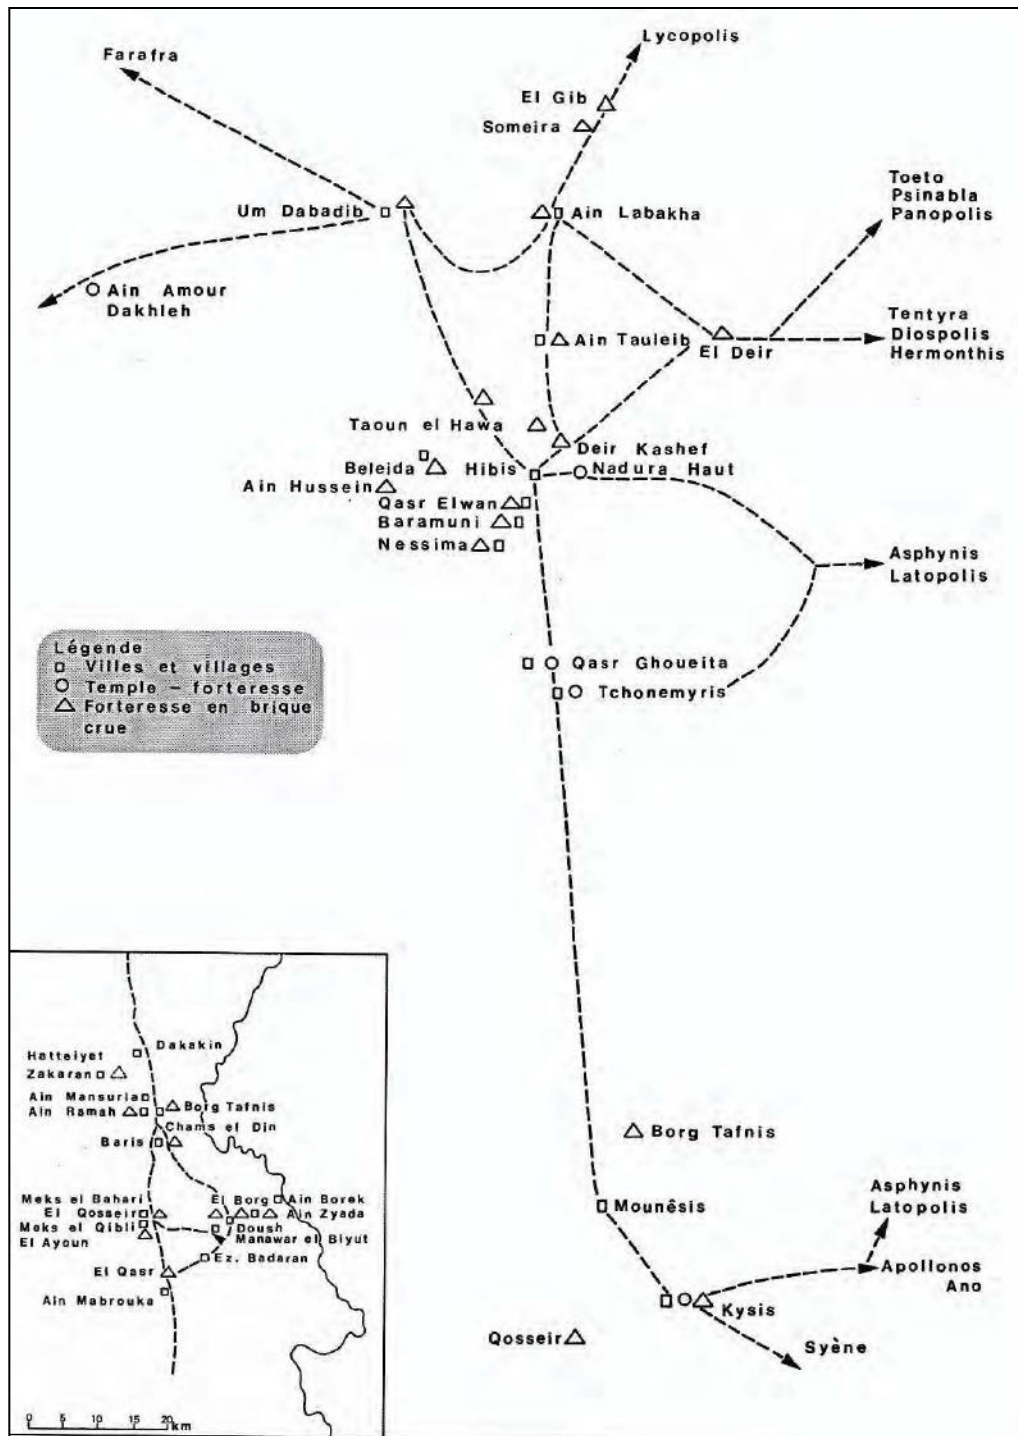 Lycopolis
Farafra
El Gib
Someira
Toeto
Psinabla
Panopolis
Um Dabadib
Ain Labakha
Ain Amour
Dakhleh
Tentyra
Diospolis
Hermonthis
Ain Tauleib
El Deir
Taoun el Hawa
Deir Kashef
Beleida
Hibis
Nadura Haut
Ain Hussein
Qasr Elwan
Baramuni
Nessima
Asphynis
Latopolis
Légende
Villes et villages
Temple – forteresse
Forteresse en brique
crue
Qasr Ghoueita
Tchonemyris
Borg Tafnis
Mounêsis
Asphynis
Latopolis
Apollonos
Ano
Kysis
Qosseir
Syène
Dakakin
Hatteiyet
Zakaran
Ain Mansuria
Ain Ramah
Borg Tafnis
Chams el Din
Baris
Meks el Bahari
El Qosseir
Meks el Qibli
El Ayoun
El Borg
Ain Borek
Ain Zyada
Doush
Manawar el Biyut
Ez. Badaran
El Qasr
Ain Mabrouka
0 5 10 15 20 km